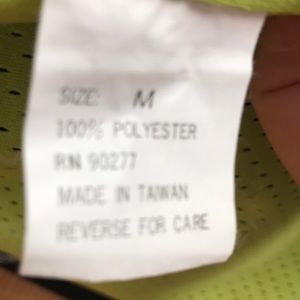 SIZE: M
100% POLYESTER
RN 90277
MADE IN TAIWAN
REVERSE FOR CARE